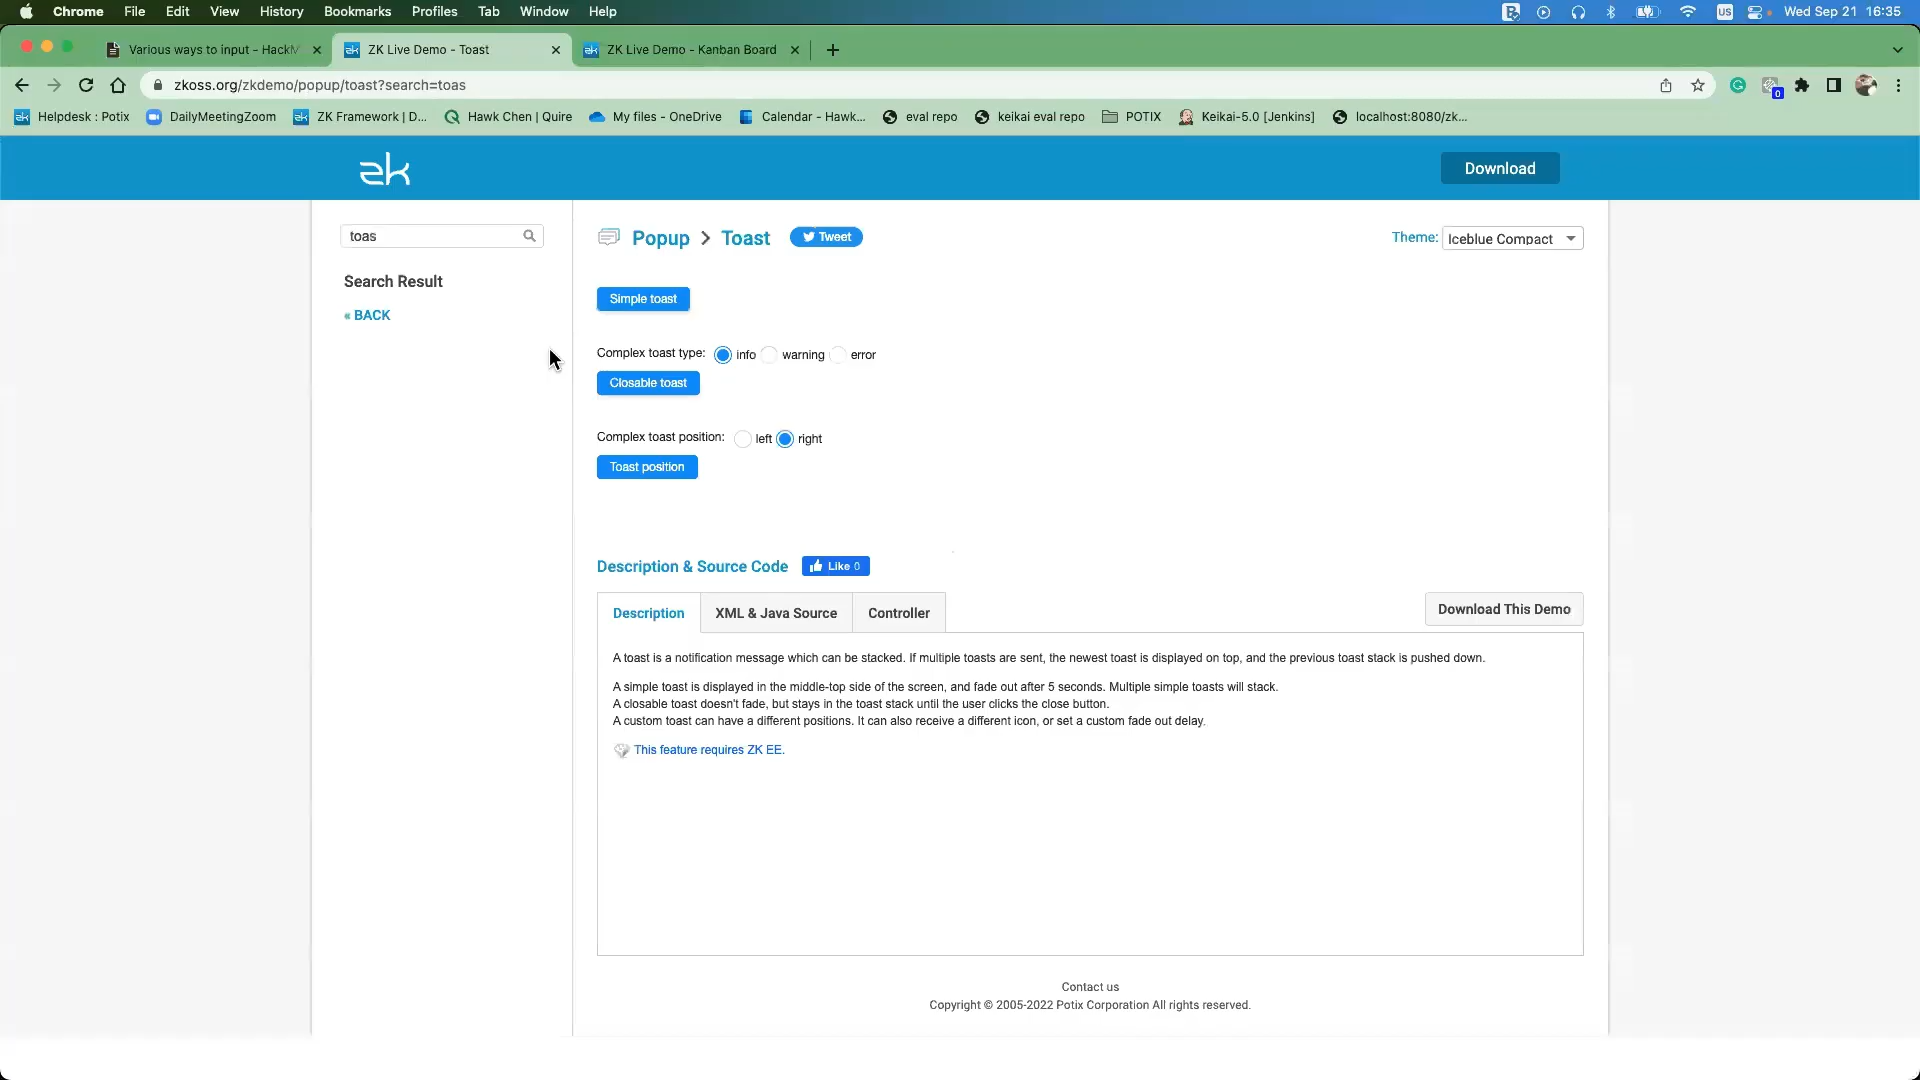 Chrome File Edit View History Bookmarks Profiles Tab Window Help US Wed Sep 21 16:35
Various ways to input - HackM ZK Live Demo - Toast ZK Live Demo - Kanban Board
zkoss.org/zkdemo/popup/toast?search=toas 0
Helpdesk : Potix DailyMeetingZoom ZK Framework | D... Hawk Chen | Quire My files - OneDrive Calendar - Hawk... eval repo keikai eval repo POTIX Keikai-5.0 [Jenkins] localhost:8080/zk...
zk Download
toas
Search Result
« BACK
Popup > Toast Tweet Theme: Iceblue Compact
Simple toast
Complex toast type: info warning error
Closable toast
Complex toast position: left right
Toast position
Description & Source Code Like 0
Description XML & Java Source Controller Download This Demo
A toast is a notification message which can be stacked. If multiple toasts are sent, the newest toast is displayed on top, and the previous toast stack is pushed down.
A simple toast is displayed in the middle-top side of the screen, and fade out after 5 seconds. Multiple simple toasts will stack.
A closable toast doesn't fade, but stays in the toast stack until the user clicks the close button.
A custom toast can have a different positions. It can also receive a different icon, or set a custom fade out delay.
This feature requires ZK EE.
Contact us
Copyright © 2005-2022 Potix Corporation All rights reserved.